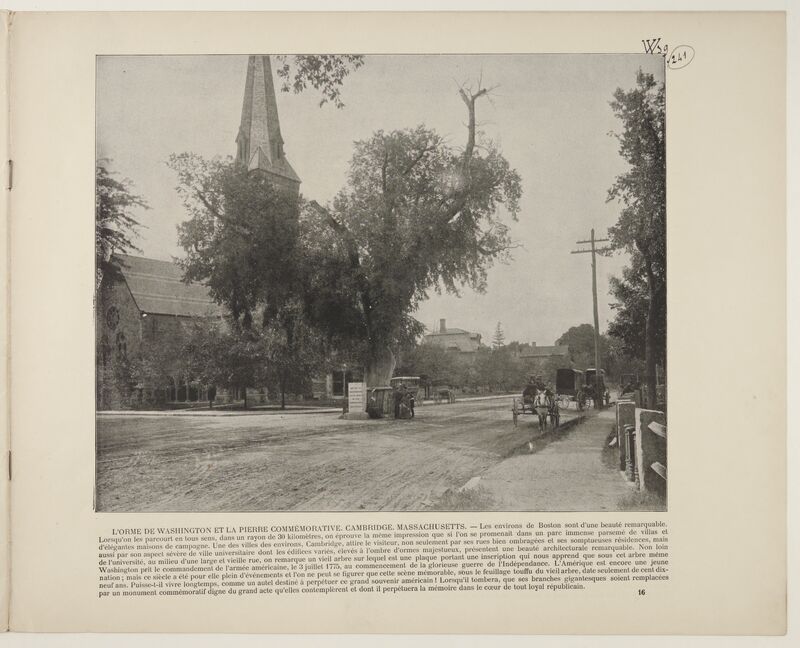 W39
241
L'ORME DE WASHINGTON ET LA PIERRE COMMÉMORATIVE. CAMBRIDGE. MASSACHUSETTS. — Les environs de Boston sont d'une beauté remarquable.
Lorsqu'on les parcourt en tous sens, dans un rayon de 30 kilomètres, on éprouve la même impression que si l'on se promenait dans un parc immense parsemé de villas et
d'élégantes maisons de campagne. Une des villes des environs, Cambridge, attire le visiteur, non seulement par ses rues bien ombragées et ses somptueuses résidences, mais
aussi par son aspect sévère de ville universitaire dont les édifices variés, élevés à l'ombre d'ormes majestueux, présentent une beauté architecturale remarquable. Non loin
de l'université, au milieu d'une large et vieille rue, on remarque un vieil arbre sur lequel est une plaque portant une inscription qui nous apprend que sous cet arbre même
Washington prit le commandement de l'armée américaine, le 3 juillet 1775, au commencement de la glorieuse guerre de l'Indépendance. L'Amérique est encore une jeune
nation ; mais ce siècle a été pour elle plein d'événements et l'on ne peut se figurer que cette scène mémorable, sous le feuillage touffu du vieil arbre, date seulement de cent dix-
neuf ans. Puisse-t-il vivre longtemps, comme un autel destiné à perpétuer ce grand souvenir américain ! Lorsqu'il tombera, que ses branches gigantesques soient remplacées
par un monument commémoratif digne du grand acte qu'elles contemplèrent et dont il perpétuera la mémoire dans le cœur de tout loyal républicain.
16